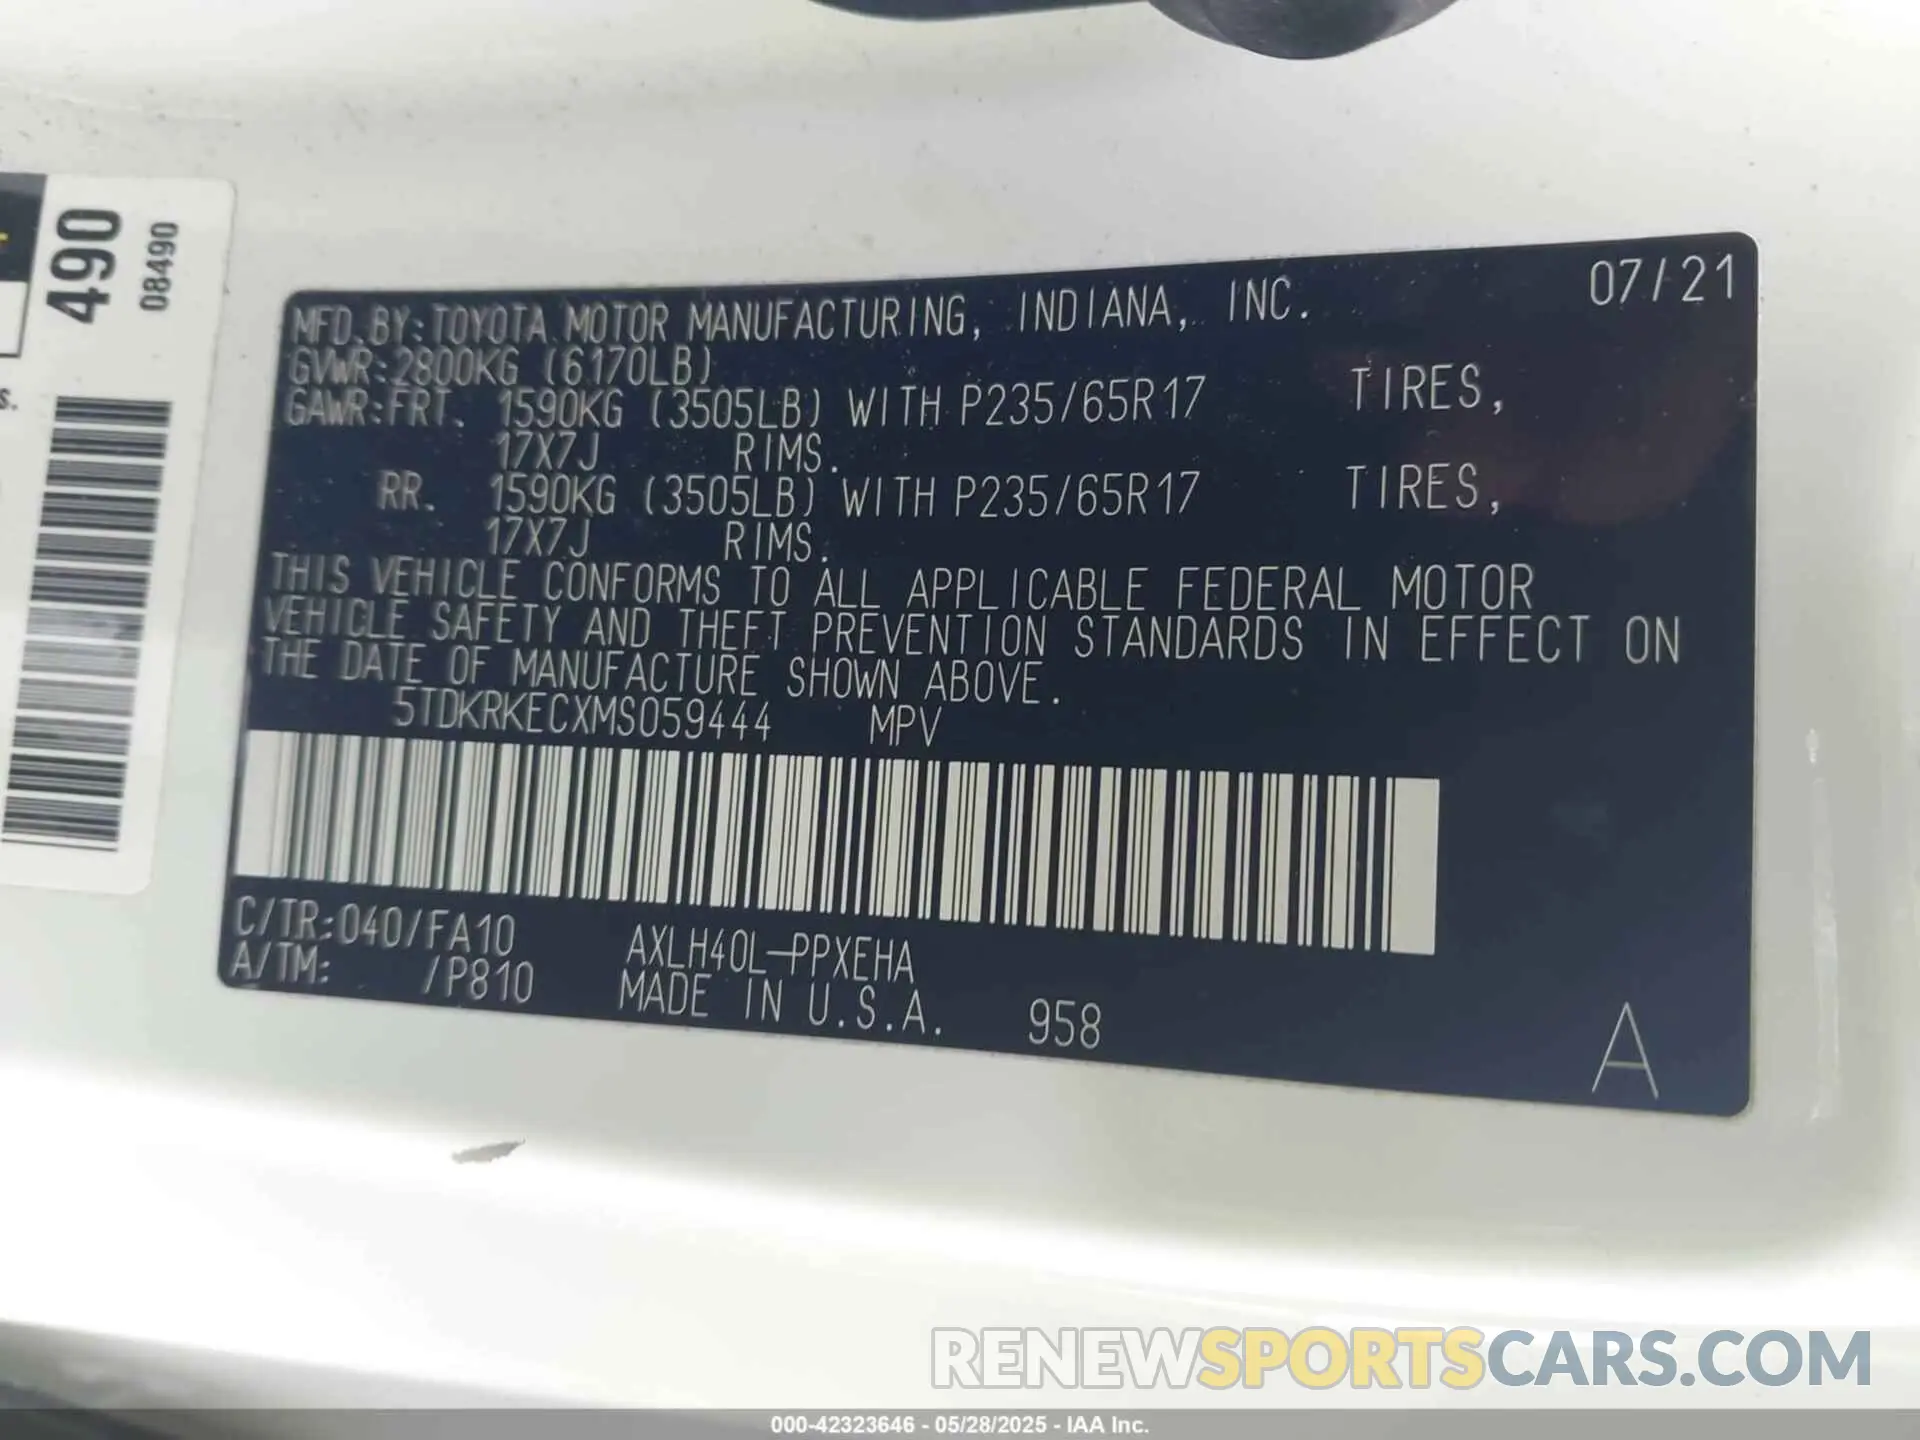 490
08490
s.
07/21
MFD.BY:TOYOTA MOTOR MANUFACTURING, INDIANA, INC.
GVWR:2800KG (6170LB)
GAWR:FRT. 1590KG (3505LB) WITH P235/65R17 TIRES,
17X7J RIMS.
RR. 1590KG (3505LB) WITH P235/65R17 TIRES,
17X7J RIMS.
THIS VEHICLE CONFORMS TO ALL APPLICABLE FEDERAL MOTOR
VEHICLE SAFETY AND THEFT PREVENTION STANDARDS IN EFFECT ON
THE DATE OF MANUFACTURE SHOWN ABOVE.
5TDKRKECXMS059444 MPV
C/TR:040/FA10 AXLH40L-PPXEHA
A/TM: /P810 MADE IN U.S.A. 958
A
RENEWSPORTSCARS.COM
000-42323646 - 05/28/2025 - IAA Inc.